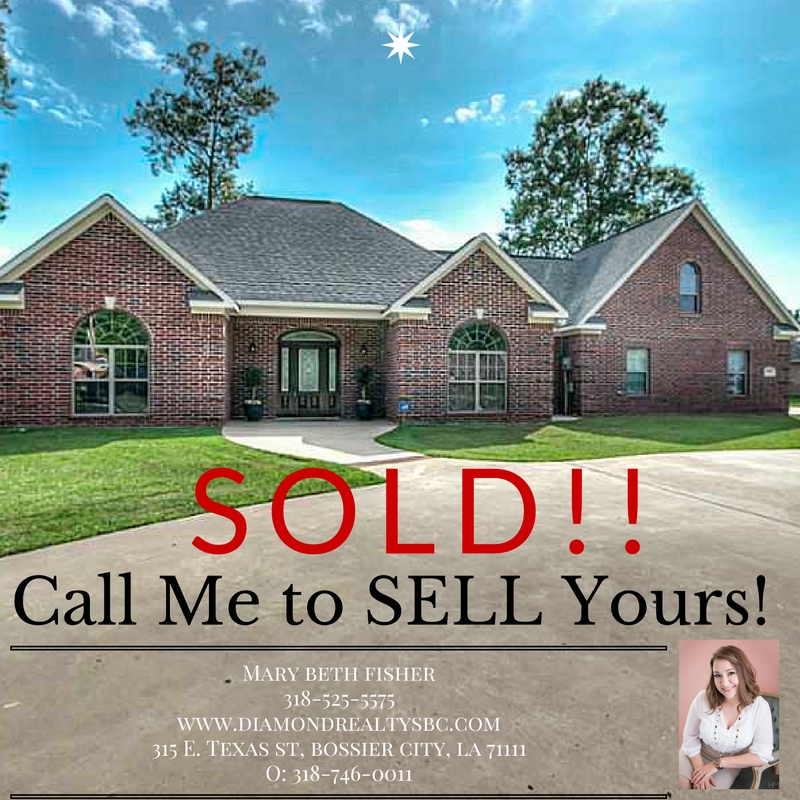 SOLD!!
Call Me to SELL Yours!
Mary beth fisher
318-525-5575
www.diamondrealtysbc.com
315 E. Texas st, bossier city, la 71111
O: 318-746-0011